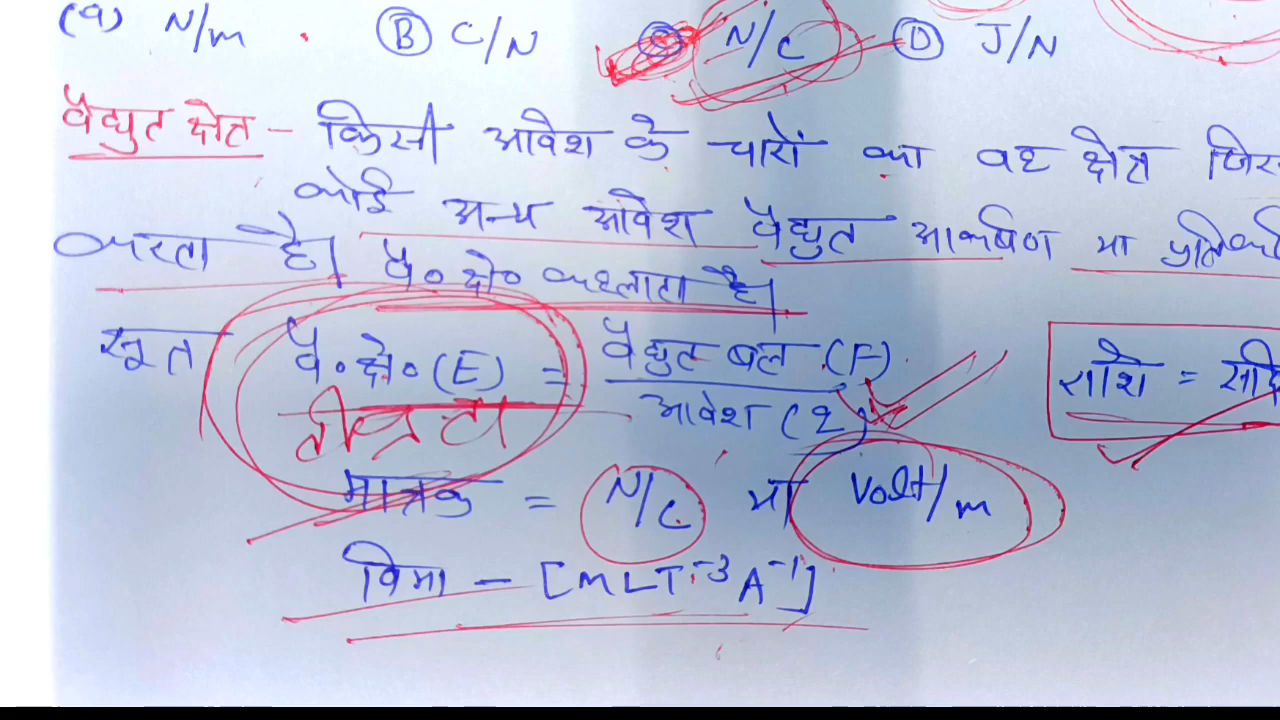 (a) N/m Ⓑ C/N Ⓒ N/C Ⓓ J/N
वैद्युत क्षेत्र - किसी आवेश के चारों का वह क्षेत्र
कोई अन्य आवेश वैद्युत आकर्षण या
करता है। वै० क्षे० कहलाता है।
सूत्र वै० क्षे० (E) = वैद्युत बल (F)
तीव्रता आवेश (q)
राशि =
मात्रक = N/C या Volt/m
विमा - [MLT⁻³A⁻¹]